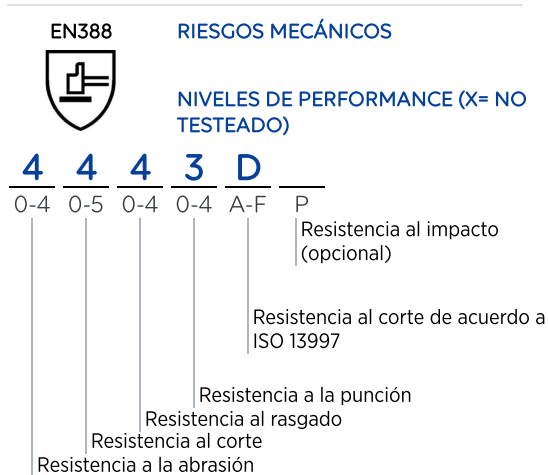 EN388
RIESGOS MECÁNICOS
NIVELES DE PERFORMANCE (X= NO
TESTEADO)
4 4 4 3 D
0-4 0-5 0-4 0-4 A-F P
Resistencia al impacto
(opcional)
Resistencia al corte de acuerdo a
ISO 13997
Resistencia a la punción
Resistencia al rasgado
Resistencia al corte
Resistencia a la abrasión